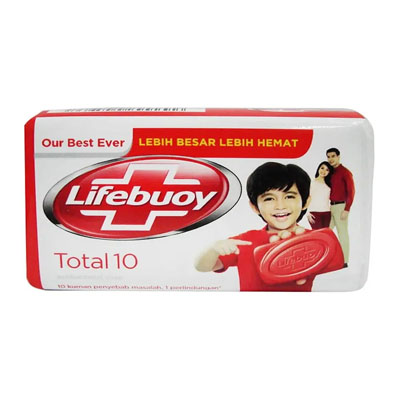 Our Best Ever LEBIH BESAR LEBIH HEMAT
Lifebuoy
Total 10
10 kuman penyebab masalah, 1 perlindungan*